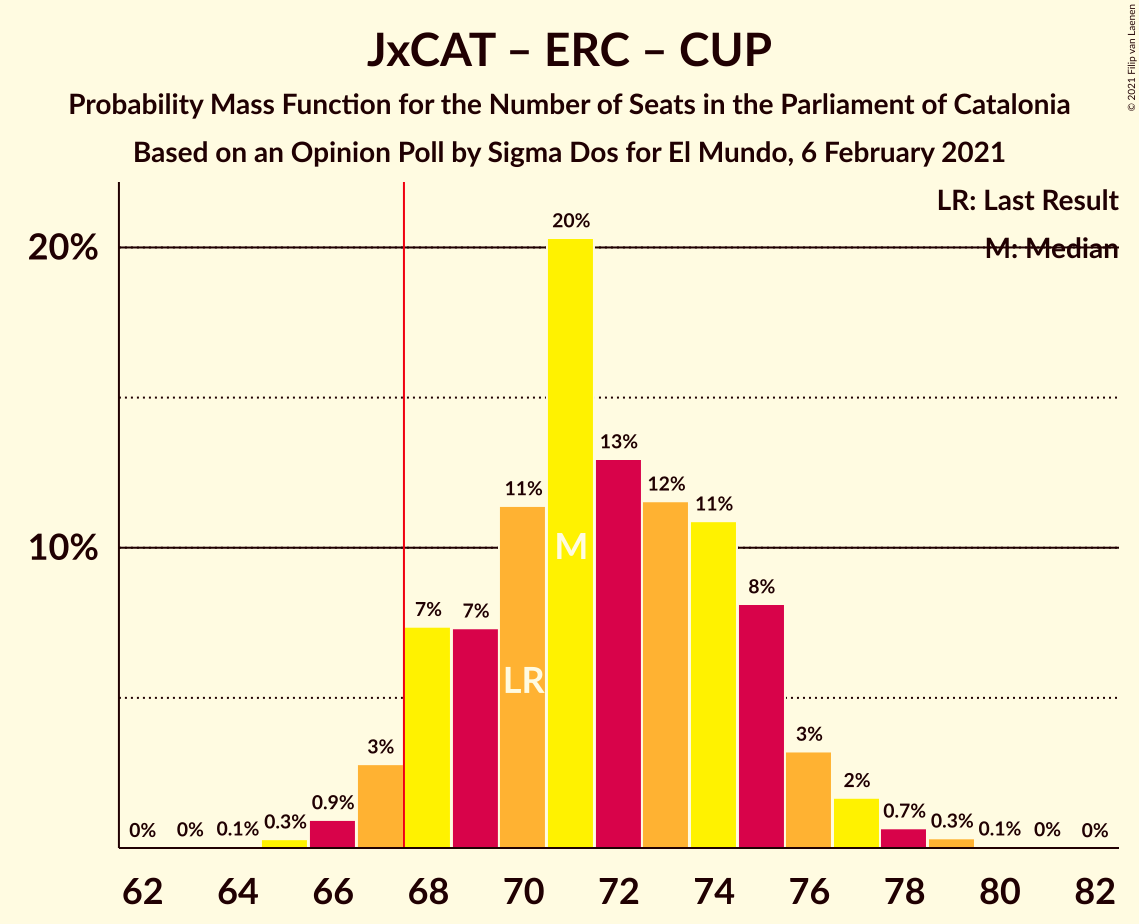 JxCAT – ERC – CUP
Probability Mass Function for the Number of Seats in the Parliament of Catalonia
Based on an Opinion Poll by Sigma Dos for El Mundo, 6 February 2021
© 2021 Filip van Laenen
LR: Last Result
M: Median
20%
10%
0%
0%
0.1%
0.3%
0.9%
3%
7%
7%
11%
20%
13%
12%
11%
8%
3%
2%
0.7%
0.3%
0.1%
0%
0%
LR
M
62 64 66 68 70 72 74 76 78 80 82